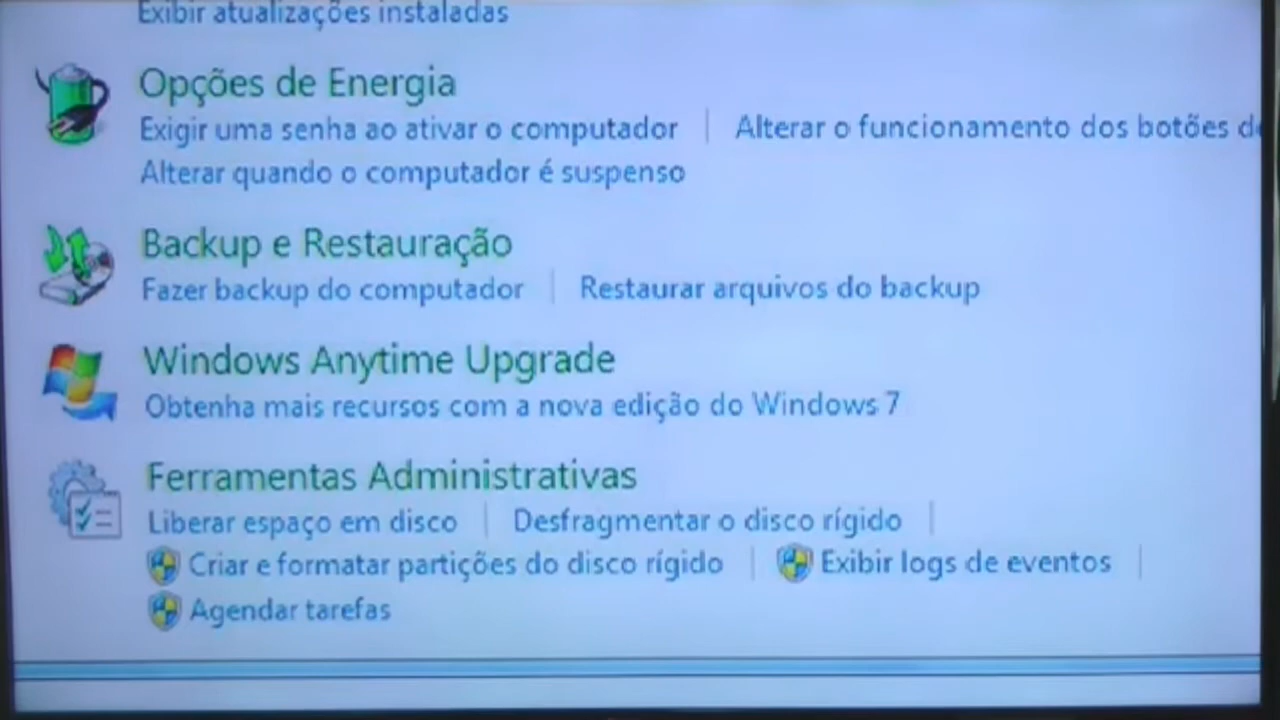 Exibir atualizações instaladas
Opções de Energia
Exigir uma senha ao ativar o computador Alterar o funcionamento dos botões
Alterar quando o computador é suspenso
Backup e Restauração
Fazer backup do computador Restaurar arquivos do backup
Windows Anytime Upgrade
Obtenha mais recursos com a nova edição do Windows 7
Ferramentas Administrativas
Liberar espaço em disco Desfragmentar o disco rígido
Criar e formatar partições do disco rígido Exibir logs de eventos
Agendar tarefas